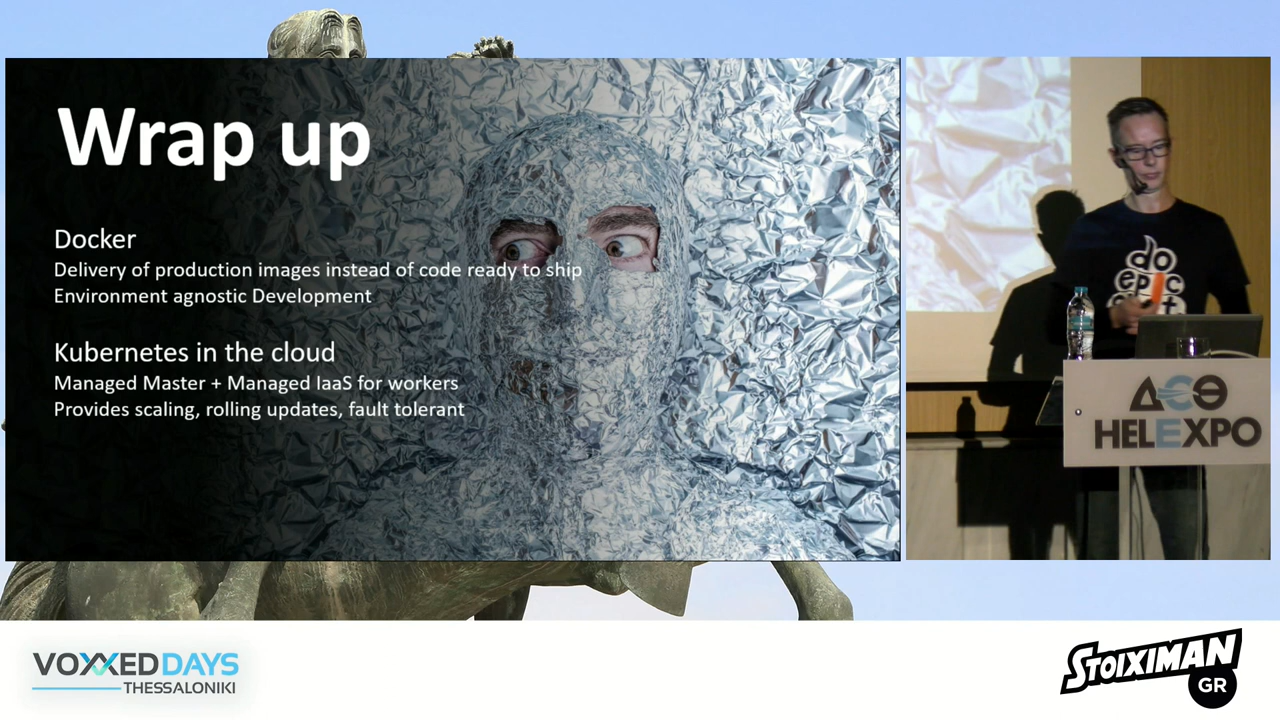 Wrap up
Docker
Delivery of production images instead of code ready to ship
Environment agnostic Development
Kubernetes in the cloud
Managed Master + Managed IaaS for workers
Provides scaling, rolling updates, fault tolerant
do
epic
ΔΕΘ
HELEXPO
VOXXED DAYS
THESSALONIKI
STOIXIMAN
GR